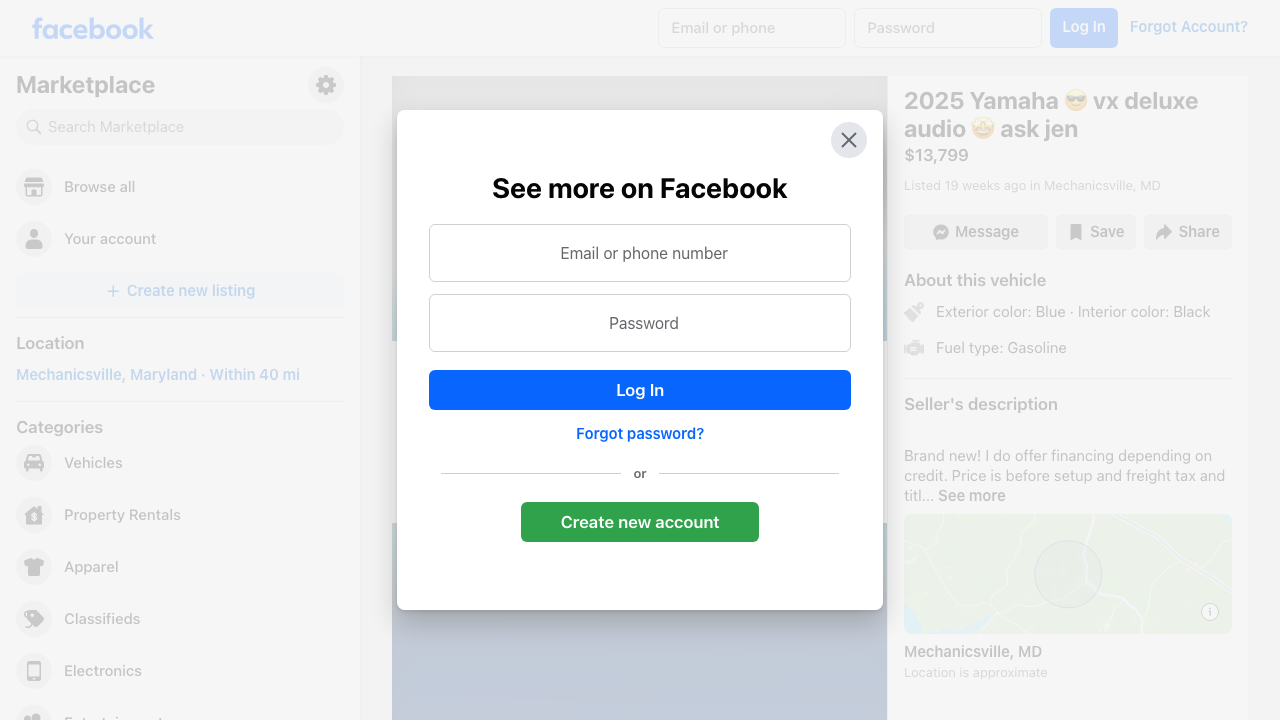 facebook
Email or phone
Password
Log In
Forgot Account?
Marketplace
Search Marketplace
Browse all
Your account
Create new listing
Location
Mechanicsville, Maryland · Within 40 mi
Categories
Vehicles
Property Rentals
Apparel
Classifieds
Electronics
See more on Facebook
Email or phone number
Password
Log In
Forgot password?
or
Create new account
2025 Yamaha 😎 vx deluxe
audio 🤩 ask jen
$13,799
Listed 19 weeks ago in Mechanicsville, MD
Message
Save
Share
About this vehicle
Exterior color: Blue · Interior color: Black
Fuel type: Gasoline
Seller's description
Brand new! I do offer financing depending on
credit. Price is before setup and freight tax and
titl... See more
Mechanicsville, MD
Location is approximate